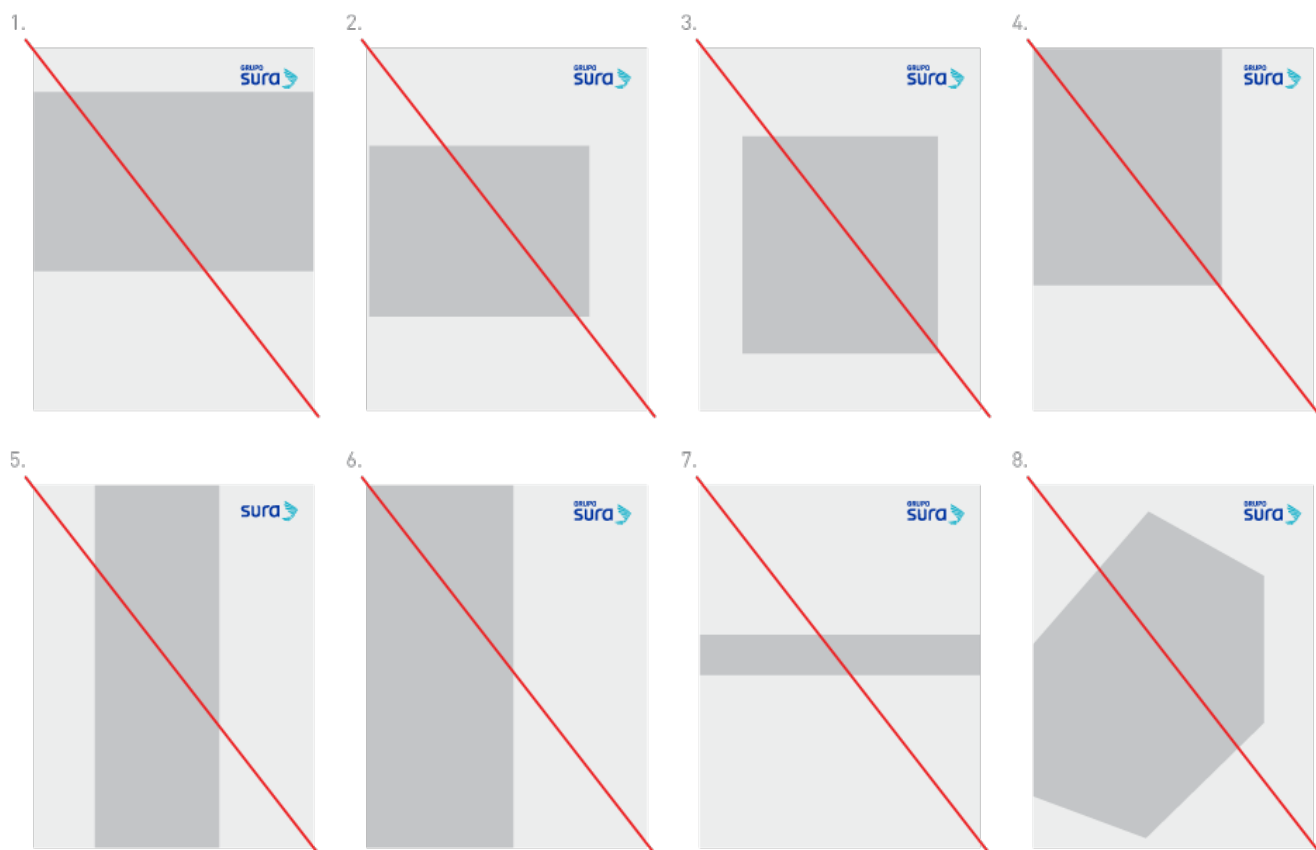 1.
2.
3.
4.
GRUPO
sura
GRUPO
sura
GRUPO
sura
GRUPO
sura
5.
6.
7.
8.
sura
GRUPO
sura
GRUPO
sura
GRUPO
sura